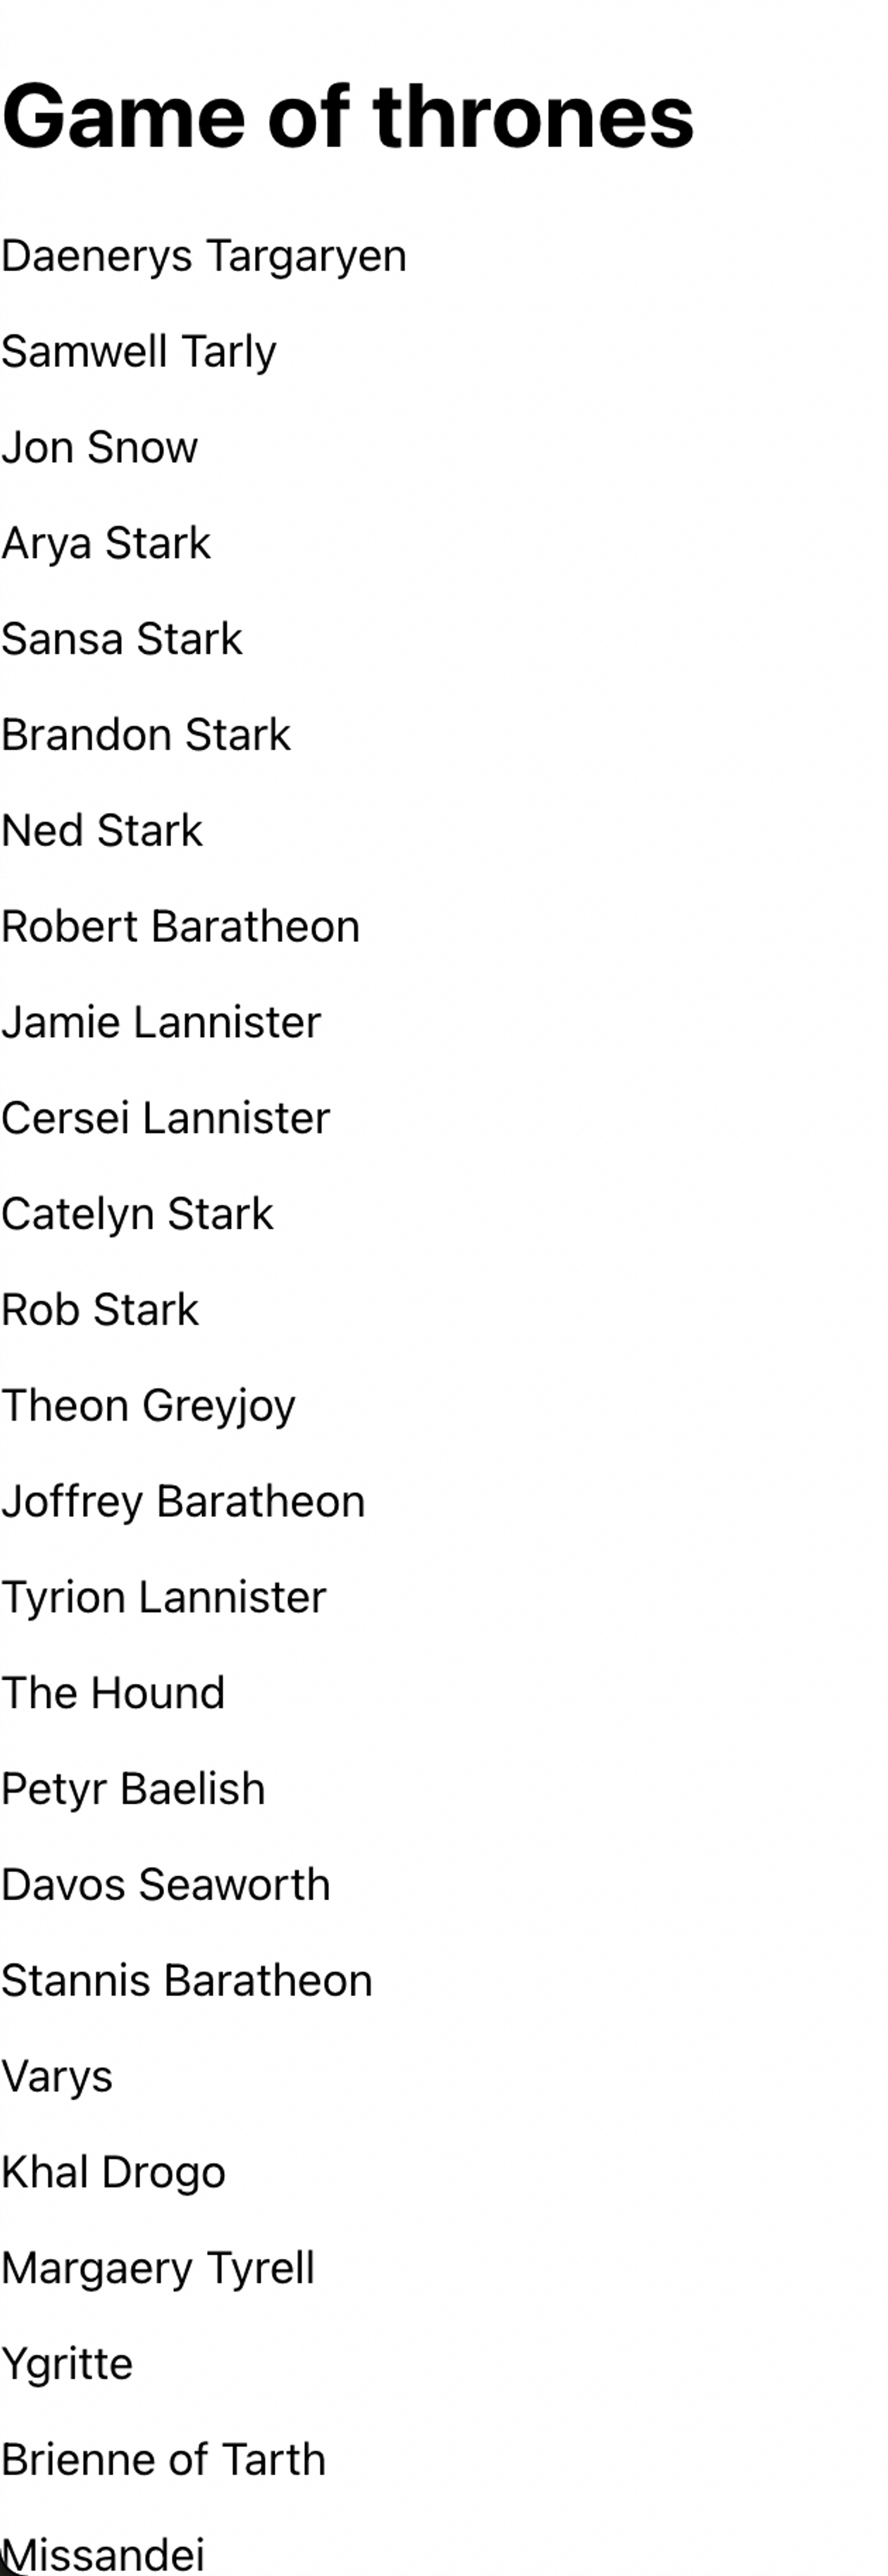 Game of thrones
Daenerys Targaryen
Samwell Tarly
Jon Snow
Arya Stark
Sansa Stark
Brandon Stark
Ned Stark
Robert Baratheon
Jamie Lannister
Cersei Lannister
Catelyn Stark
Rob Stark
Theon Greyjoy
Joffrey Baratheon
Tyrion Lannister
The Hound
Petyr Baelish
Davos Seaworth
Stannis Baratheon
Varys
Khal Drogo
Margaery Tyrell
Ygritte
Brienne of Tarth
Missandei